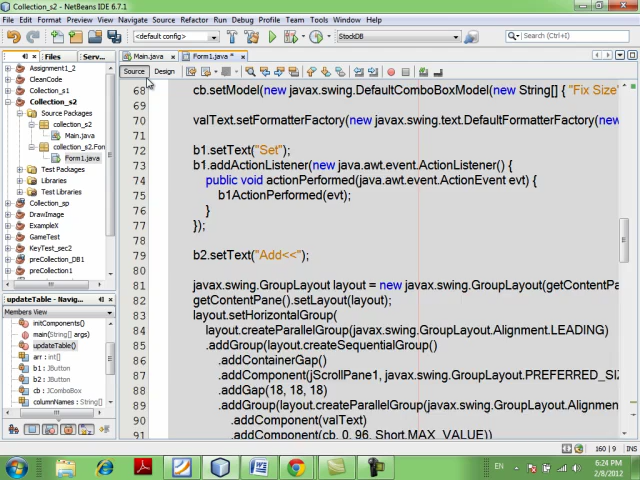 Collection_s2 - NetBeans IDE 6.7.1
File Edit View Navigate Source Refactor Run Debug Profile Team Tools Window Help
<default config> StockDB Search (Ctrl+I)
Files Serv...
Main.java Form1.java *
Source Design
Assignment1_2
CleanCode
Collection_s1
Collection_s2
Source Packages
collection_s2
Main.java
collection_s2.Fon
Form1.java
Test Packages
Libraries
Test Libraries
Collection_sp
DrawImage
ExampleX
GameTest
KeyTest_sec2
preCollection_DB1
preCollection1
updateTable() - Navig...
Members View
initComponents()
main(String[] args)
updateTable()
arr : int[]
b1 : JButton
b2 : JButton
cb : JComboBox
columnNames : String[]
68 cb.setModel(new javax.swing.DefaultComboBoxModel(new String[] { "Fix Size"
69
70 valText.setFormatterFactory(new javax.swing.text.DefaultFormatterFactory(new
71
72 b1.setText("Set");
73 b1.addActionListener(new java.awt.event.ActionListener() {
74 public void actionPerformed(java.awt.event.ActionEvent evt) {
75 b1ActionPerformed(evt);
76 }
77 });
78
79 b2.setText("Add<<");
80
81 javax.swing.GroupLayout layout = new javax.swing.GroupLayout(getContentPa
82 getContentPane().setLayout(layout);
83 layout.setHorizontalGroup(
84 layout.createParallelGroup(javax.swing.GroupLayout.Alignment.LEADING)
85 .addGroup(layout.createSequentialGroup()
86 .addContainerGap()
87 .addComponent(jScrollPane1, javax.swing.GroupLayout.PREFERRED_SIZ
88 .addGap(18, 18, 18)
89 .addGroup(layout.createParallelGroup(javax.swing.GroupLayout.Alignmen
90 .addComponent(valText)
91 .addComponent(cb, 0, 96, Short.MAX_VALUE))
160 | 9 INS
EN
6:24 PM
2/8/2012